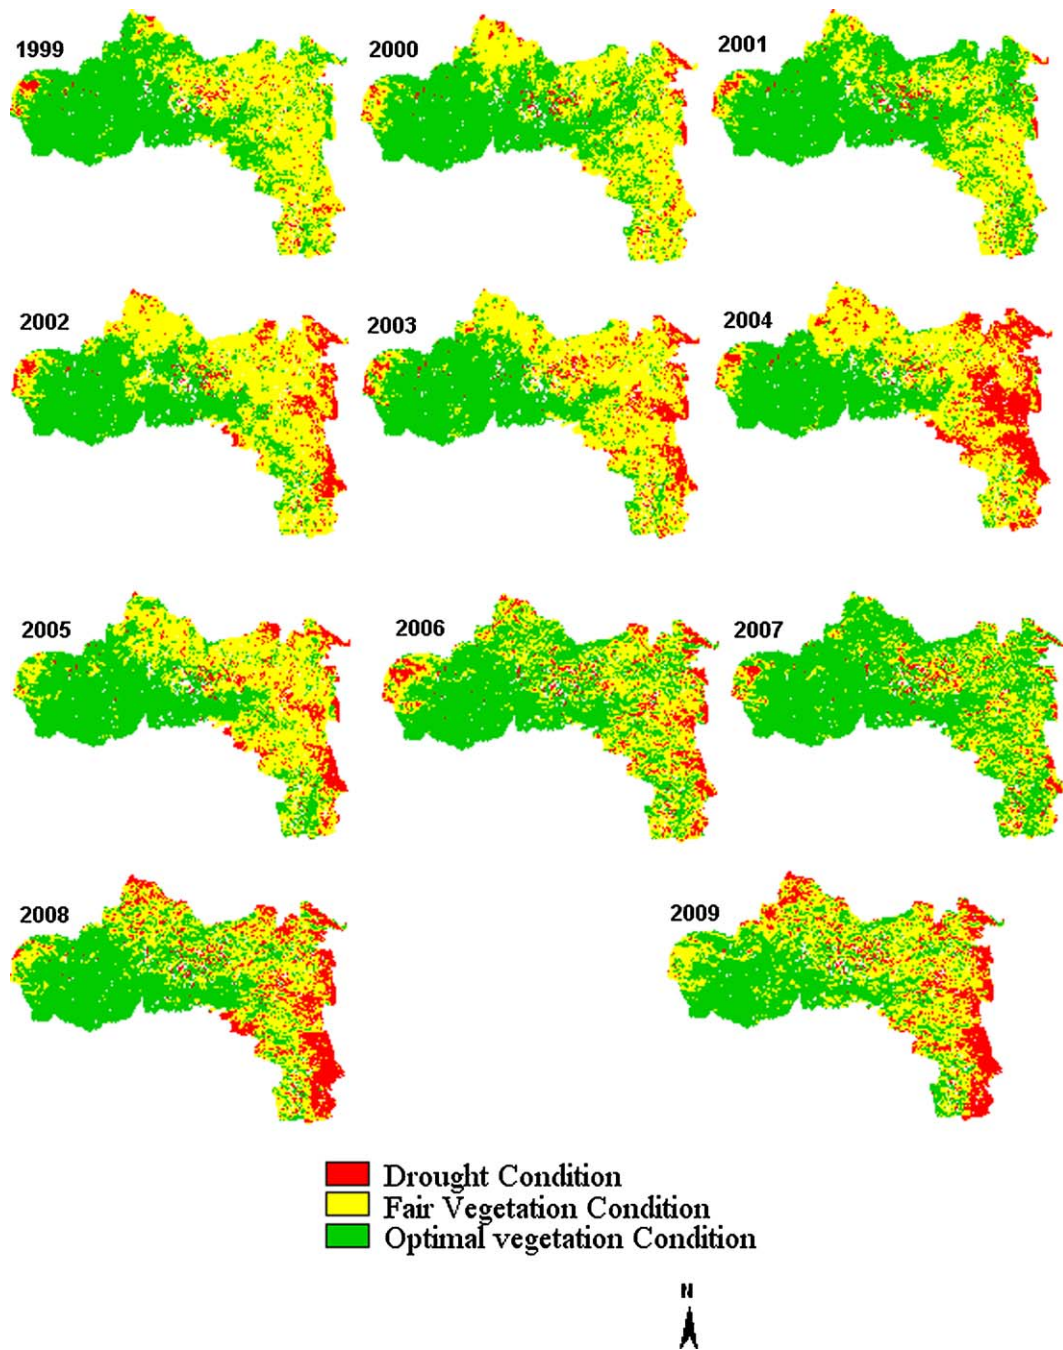 1999
2000
2001
2002
2003
2004
2005
2006
2007
2008
2009
Drought Condition
Fair Vegetation Condition
Optimal vegetation Condition
N